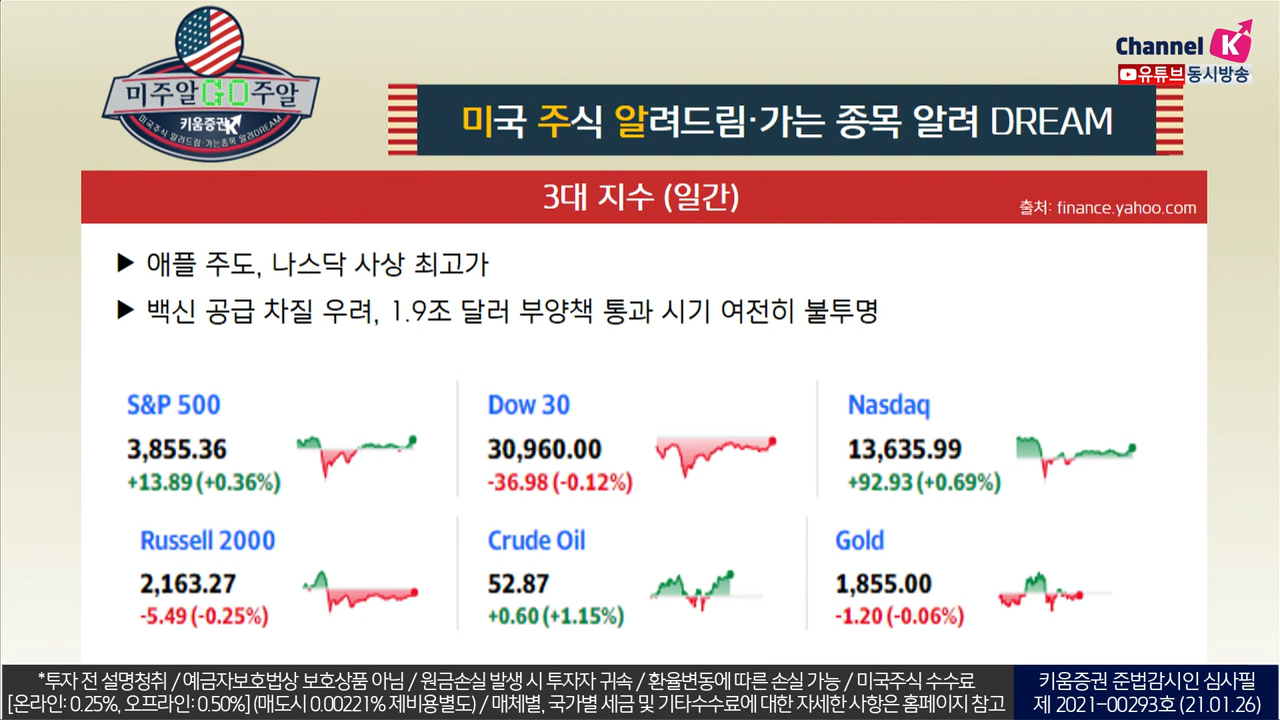 미주알GO주알
키움증권
미국주식 알려드림·가는종목 알려DREAM
Channel K
유튜브동시방송
미국 주식 알려드림·가는 종목 알려 DREAM
3대 지수 (일간)
출처: finance.yahoo.com
▶ 애플 주도, 나스닥 사상 최고가
▶ 백신 공급 차질 우려, 1.9조 달러 부양책 통과 시기 여전히 불투명
S&P 500
3,855.36
+13.89 (+0.36%)
Dow 30
30,960.00
-36.98 (-0.12%)
Nasdaq
13,635.99
+92.93 (+0.69%)
Russell 2000
2,163.27
-5.49 (-0.25%)
Crude Oil
52.87
+0.60 (+1.15%)
Gold
1,855.00
-1.20 (-0.06%)
*투자 전 설명청취 / 예금자보호법상 보호상품 아님 / 원금손실 발생 시 투자자 귀속 / 환율변동에 따른 손실 가능 / 미국주식 수수료
[온라인: 0.25%, 오프라인: 0.50%] (매도시 0.00221% 제비용별도) / 매체별, 국가별 세금 및 기타수수료에 대한 자세한 사항은 홈페이지 참고
키움증권 준법감시인 심사필
제 2021-00293호 (21.01.26)